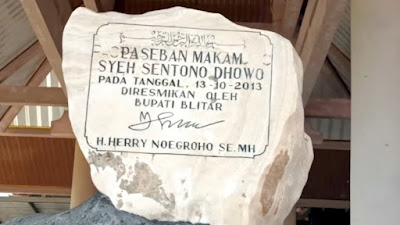 PASEBAN MAKAM
SYEH SENTONO DHOWO
PADA TANGGAL, 13-10-2013
DIRESMIKAN OLEH
BUPATI BLITAR
H. HERRY NOEGROHO SE.MH